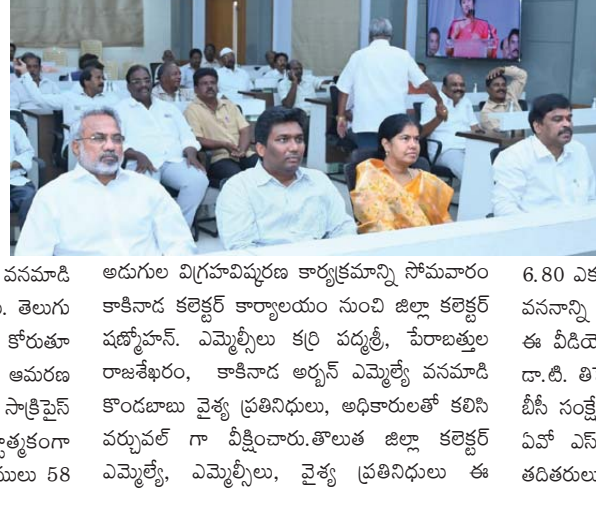 వనమాడి
తెలుగు
కోరుతూ
ఆమరణ
సాక్రిపైస్
త్మకంగా
ములు 58
అడుగుల విగ్రహవిష్కరణ కార్యక్రమాన్ని సోమవారం
కాకినాడ కలెక్టర్ కార్యాలయం నుంచి జిల్లా కలెక్టర్
షణ్మోహన్. ఎమ్మెల్సీలు కర్రి పద్మశ్రీ, పేరాబత్తుల
రాజశేఖరం, కాకినాడ అర్బన్ ఎమ్మెల్యే వనమాడి
కొండబాబు వైశ్య ప్రతినిధులు, అధికారులతో కలిసి
వర్చువల్ గా వీక్షించారు.తొలుత జిల్లా కలెక్టర్
ఎమ్మెల్యే, ఎమ్మెల్సీలు, వైశ్య ప్రతినిధులు ఈ
6.80 ఎక
వననాన్ని
ఈ వీడియో
డా.టి. తి
బీసీ సంక్షే
ఏవో ఎస్
తదితరులు